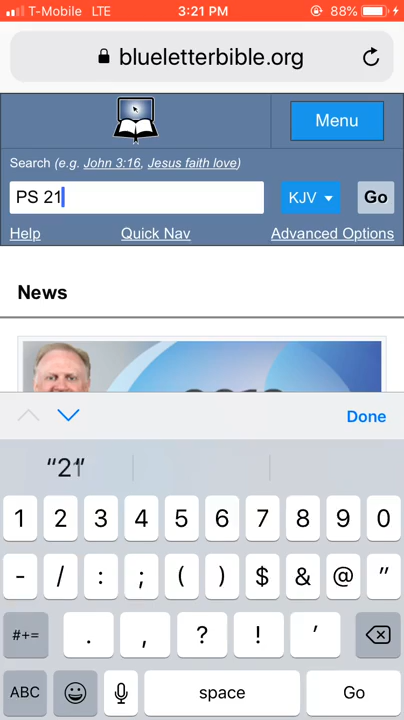 T-Mobile LTE 3:21 PM 88%
blueletterbible.org
Menu
Search (e.g. John 3:16, Jesus faith love)
PS 21 KJV Go
Help Quick Nav Advanced Options
News
Done
“21”
1 2 3 4 5 6 7 8 9 0
- / : ; ( ) $ & @ ”
#+= . , ? ! ’
ABC space Go